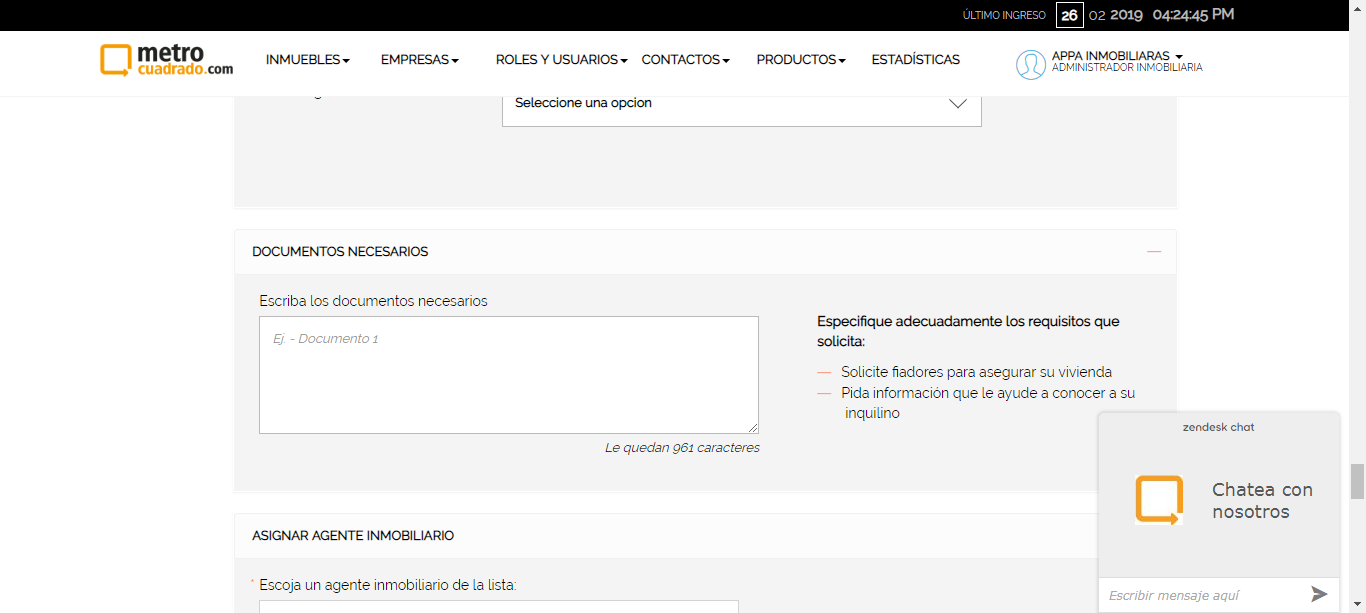 ÚLTIMO INGRESO 26 02 2019 04:24:45 PM
metro
cuadrado.com
INMUEBLES EMPRESAS ROLES Y USUARIOS CONTACTOS PRODUCTOS ESTADÍSTICAS
APPA INMOBILIARAS
ADMINISTRADOR INMOBILIARIA
Seleccione una opcion
DOCUMENTOS NECESARIOS
Escriba los documentos necesarios
Ej. - Documento 1
Le quedan 961 caracteres
Especifique adecuadamente los requisitos que
solicita:
— Solicite fiadores para asegurar su vivienda
— Pida información que le ayude a conocer a su
inquilino
ASIGNAR AGENTE INMOBILIARIO
* Escoja un agente inmobiliario de la lista:
zendesk chat
Chatea con
nosotros
Escribir mensaje aquí